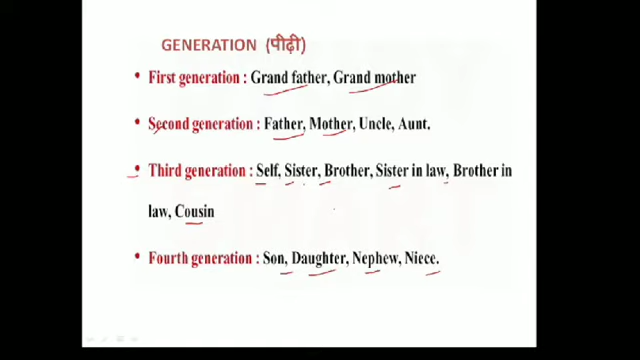 GENERATION (पीढ़ी)
• First generation : Grand father, Grand mother
• Second generation : Father, Mother, Uncle, Aunt.
• Third generation : Self, Sister, Brother, Sister in law, Brother in
law, Cousin
• Fourth generation : Son, Daughter, Nephew, Niece.